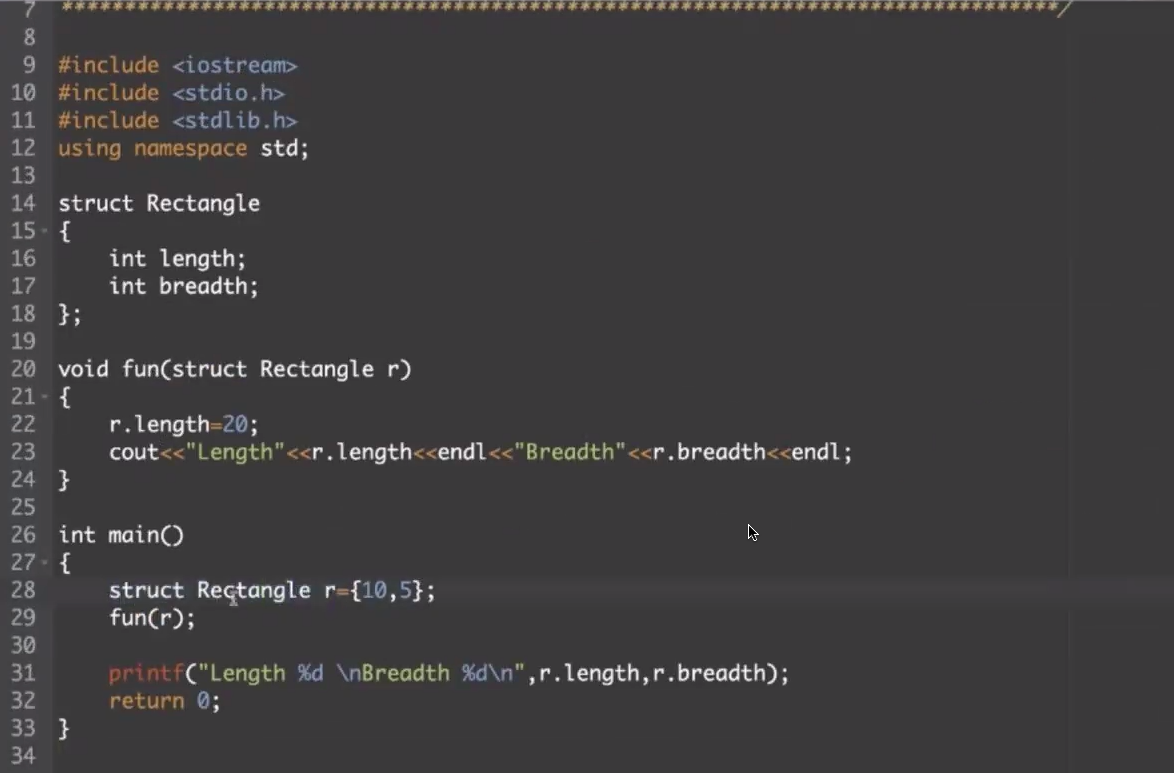 7 ******************************************************************************/
8
9 #include <iostream>
10 #include <stdio.h>
11 #include <stdlib.h>
12 using namespace std;
13
14 struct Rectangle
15 {
16     int length;
17     int breadth;
18 };
19
20 void fun(struct Rectangle r)
21 {
22     r.length=20;
23     cout<<"Length"<<r.length<<endl<<"Breadth"<<r.breadth<<endl;
24 }
25
26 int main()
27 {
28     struct Rectangle r={10,5};
29     fun(r);
30
31     printf("Length %d \nBreadth %d\n",r.length,r.breadth);
32     return 0;
33 }
34